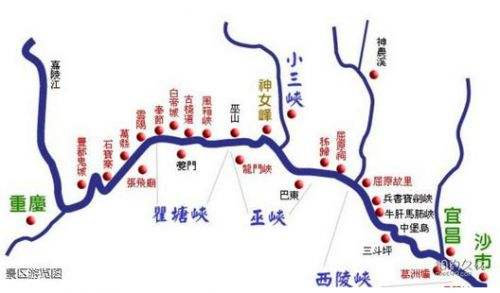 嘉陵江
神農溪
小三峽
神女峰
巫山
風箱峽
古棧道
白帝城
奉節
雲陽
萬縣
石寶寨
豐都鬼城
重慶
張飛廟
夔門
瞿塘峽
龍門峽
巫峽
巴東
秭歸
屈原祠
屈原故里
兵書寶劍峽
牛肝馬肺峽
中堡島
三斗坪
西陵峽
宜昌
沙市
葛洲壩
景区游览图